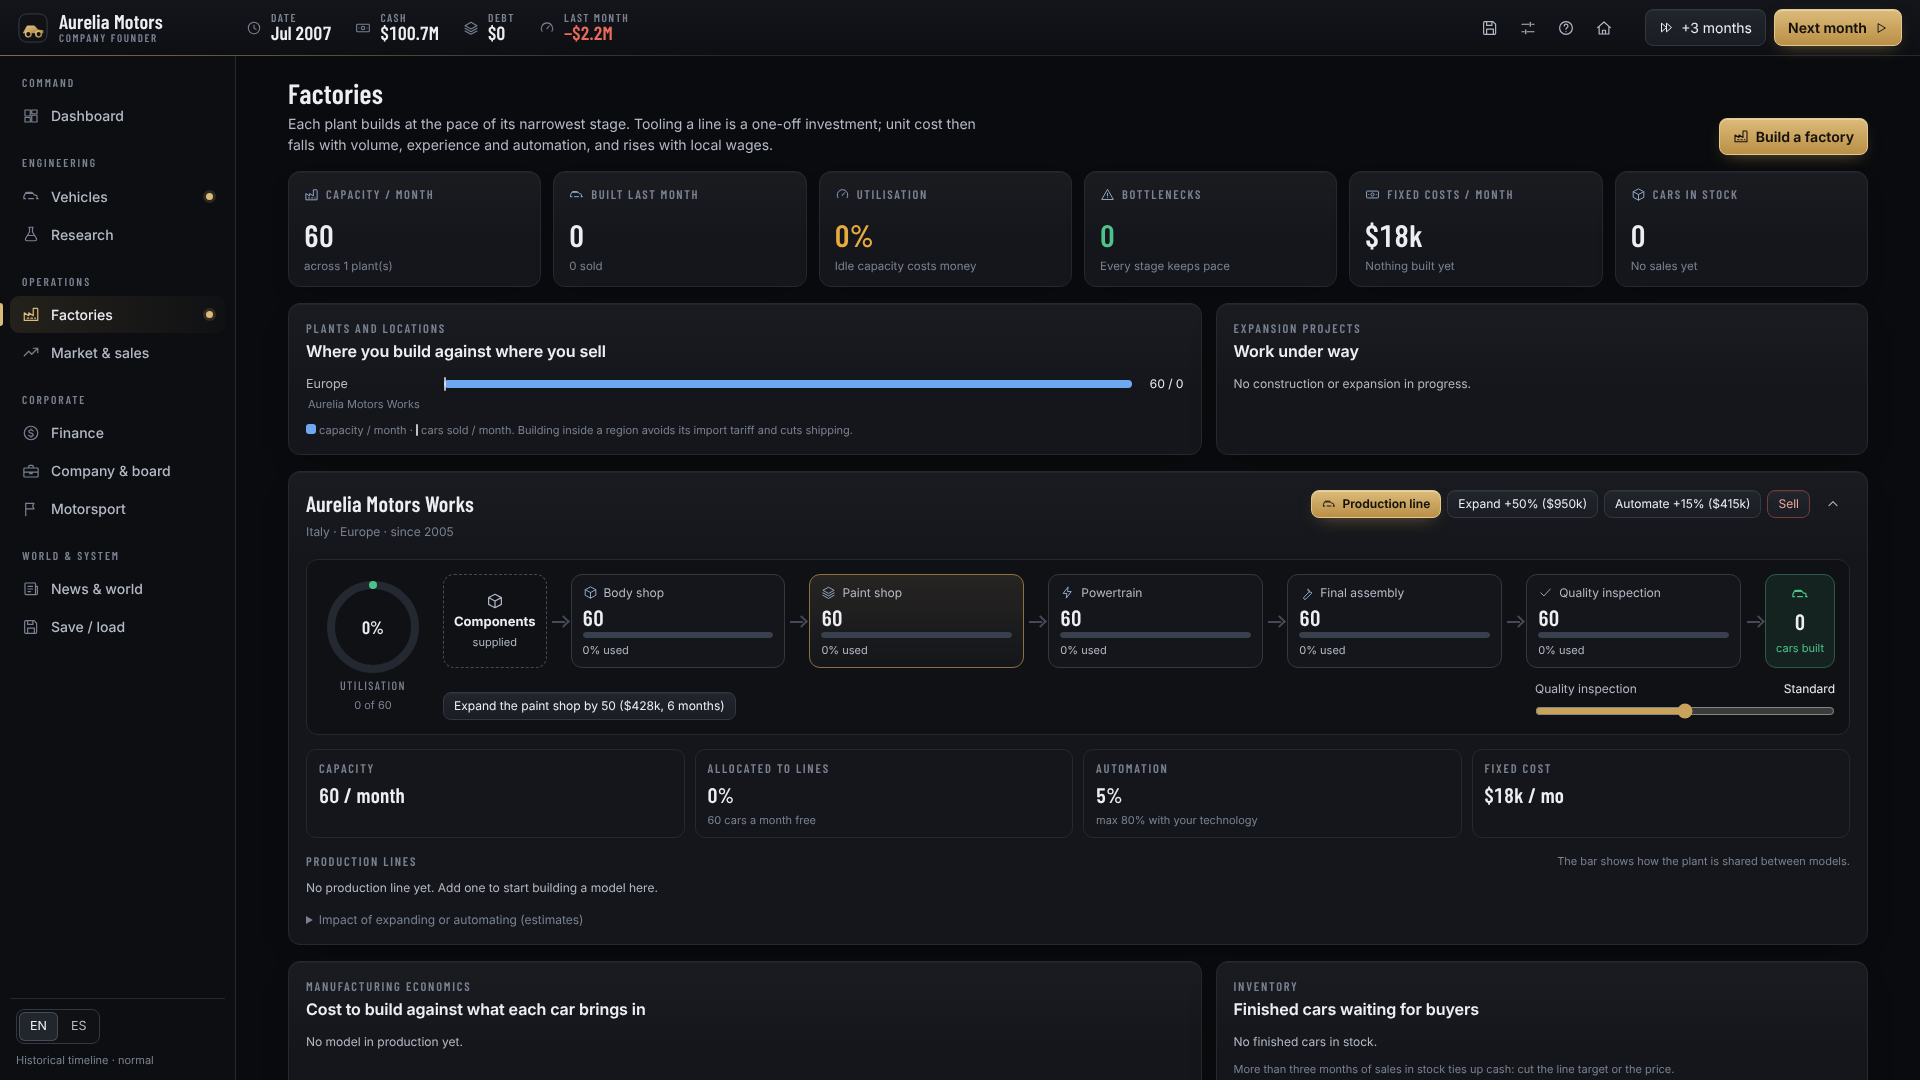 Aurelia Motors
COMPANY FOUNDER
DATE
Jul 2007
CASH
$100.7M
DEBT
$0
LAST MONTH
−$2.2M
+3 months
Next month
COMMAND
Dashboard
ENGINEERING
Vehicles
Research
OPERATIONS
Factories
Market & sales
CORPORATE
Finance
Company & board
Motorsport
WORLD & SYSTEM
News & world
Save / load
EN ES
Historical timeline · normal
Factories
Each plant builds at the pace of its narrowest stage. Tooling a line is a one-off investment; unit cost then
falls with volume, experience and automation, and rises with local wages.
Build a factory
CAPACITY / MONTH
60
across 1 plant(s)
BUILT LAST MONTH
0
0 sold
UTILISATION
0%
Idle capacity costs money
BOTTLENECKS
0
Every stage keeps pace
FIXED COSTS / MONTH
$18k
Nothing built yet
CARS IN STOCK
0
No sales yet
PLANTS AND LOCATIONS
Where you build against where you sell
Europe 60 / 0
Aurelia Motors Works
capacity / month · cars sold / month. Building inside a region avoids its import tariff and cuts shipping.
EXPANSION PROJECTS
Work under way
No construction or expansion in progress.
Aurelia Motors Works
Italy · Europe · since 2005
Production line
Expand +50% ($950k)
Automate +15% ($415k)
Sell
0%
UTILISATION
0 of 60
Components
supplied
Body shop
60
0% used
Paint shop
60
0% used
Powertrain
60
0% used
Final assembly
60
0% used
Quality inspection
60
0% used
0
cars built
Expand the paint shop by 50 ($428k, 6 months)
Quality inspection Standard
CAPACITY
60 / month
ALLOCATED TO LINES
0%
60 cars a month free
AUTOMATION
5%
max 80% with your technology
FIXED COST
$18k / mo
PRODUCTION LINES
The bar shows how the plant is shared between models.
No production line yet. Add one to start building a model here.
Impact of expanding or automating (estimates)
MANUFACTURING ECONOMICS
Cost to build against what each car brings in
No model in production yet.
INVENTORY
Finished cars waiting for buyers
No finished cars in stock.
More than three months of sales in stock ties up cash: cut the line target or the price.